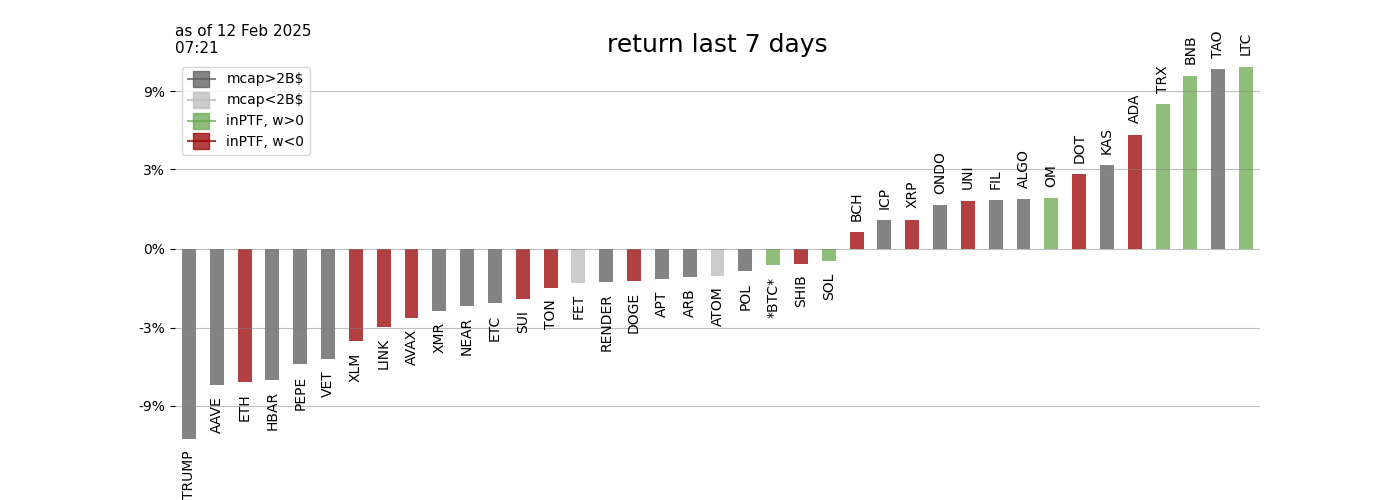 as of 12 Feb 2025
07:21
return last 7 days
mcap>2B$
mcap<2B$
inPTF, w>0
inPTF, w<0
9%
3%
0%
-3%
-9%
TRUMP
AAVE
ETH
HBAR
PEPE
VET
XLM
LINK
AVAX
XMR
NEAR
ETC
SUI
TON
FET
RENDER
DOGE
APT
ARB
ATOM
POL
*BTC*
SHIB
SOL
BCH
ICP
XRP
ONDO
UNI
FIL
ALGO
OM
DOT
KAS
ADA
TRX
BNB
TAO
LTC